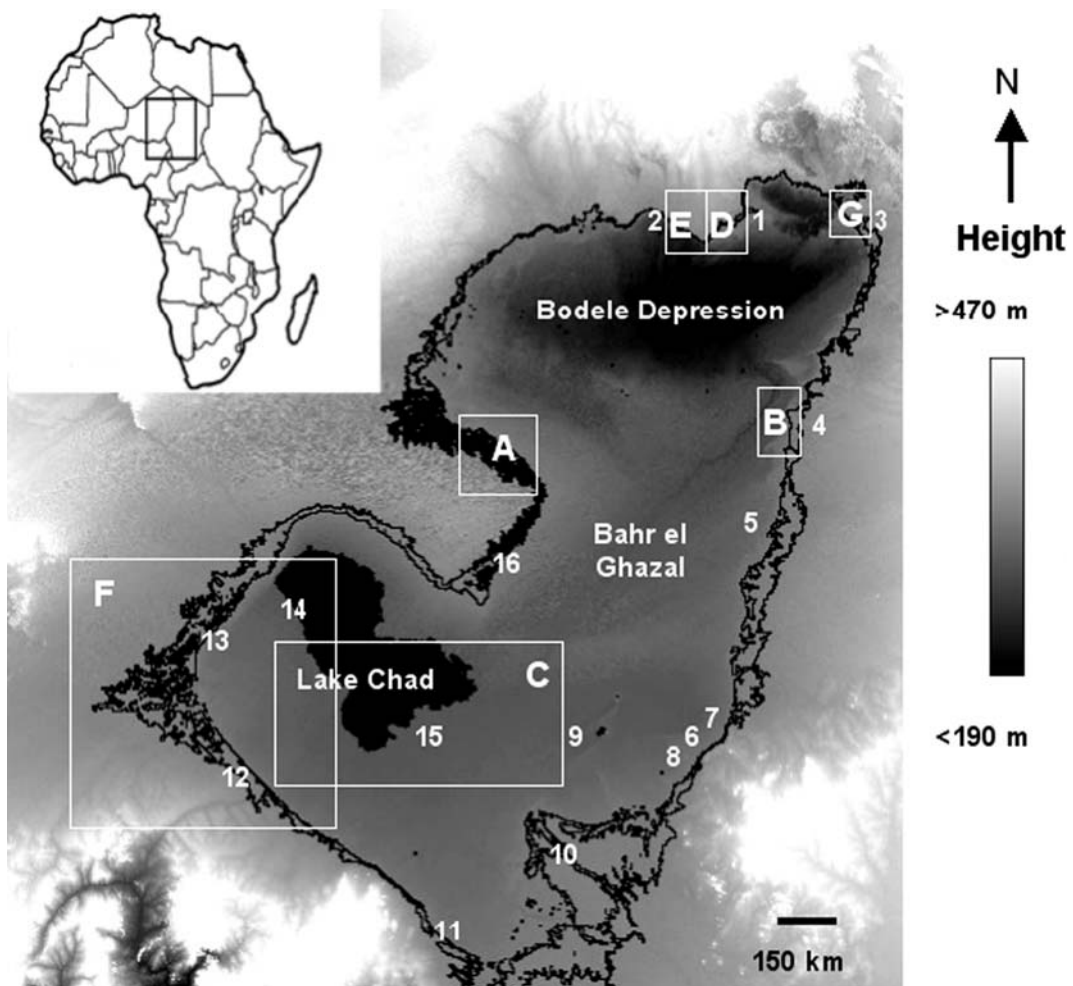 N
Height
>470 m
<190 m
2
E
D
1
G
3
Bodele Depression
A
B
4
5
Bahr el
Ghazal
16
F
14
13
Lake Chad
C
15
9
7
6
8
12
10
11
150 km